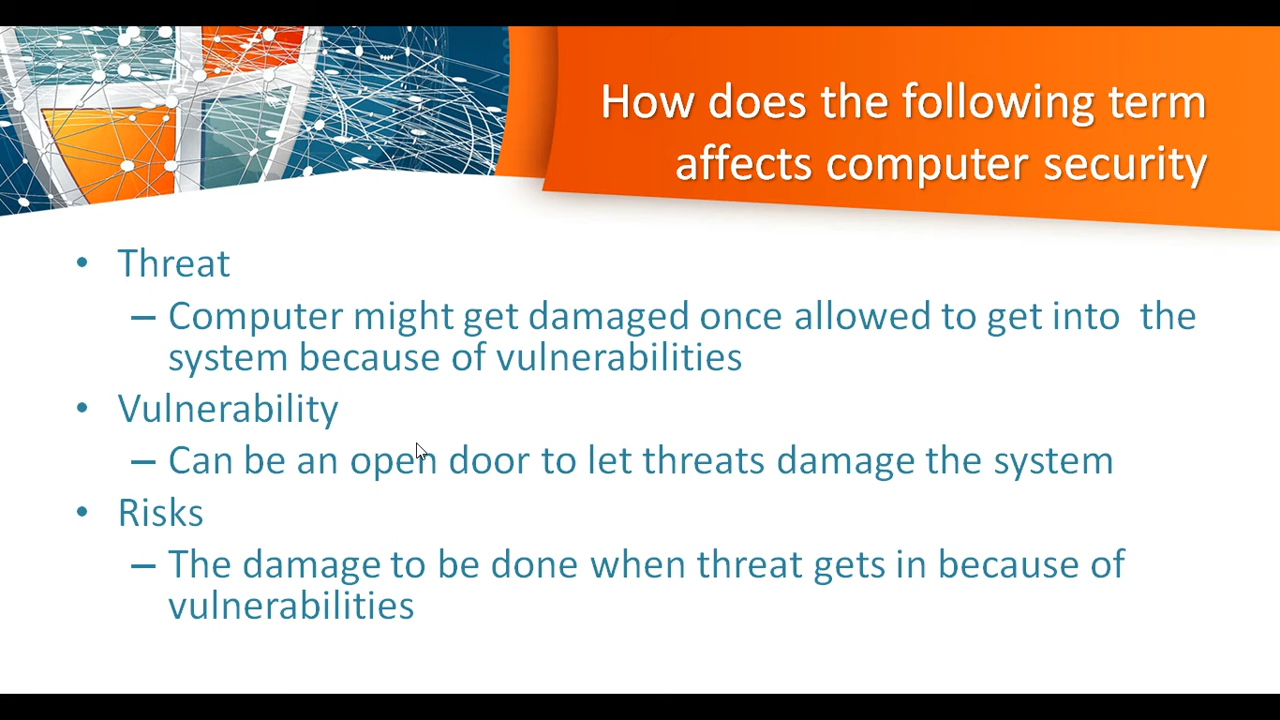 How does the following term
affects computer security
• Threat
– Computer might get damaged once allowed to get into  the
system because of vulnerabilities
• Vulnerability
– Can be an open door to let threats damage the system
• Risks
– The damage to be done when threat gets in because of
vulnerabilities